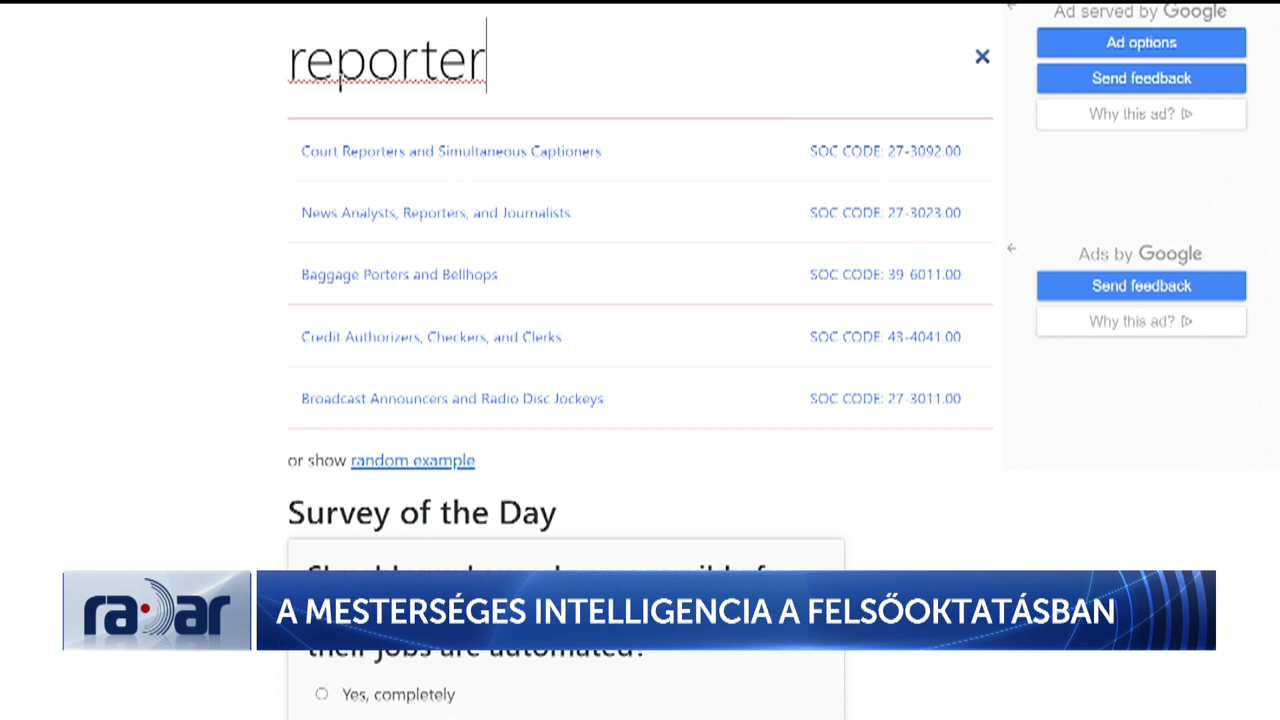 Ad served by Google
reporter
Ad options
Send feedback
Why this ad?
Court Reporters and Simultaneous Captioners SOC CODE: 27-3092.00
News Analysts, Reporters, and Journalists SOC CODE: 27-3023.00
Baggage Porters and Bellhops SOC CODE: 39-6011.00
Ads by Google
Send feedback
Why this ad?
Credit Authorizers, Checkers, and Clerks SOC CODE: 43-4041.00
Broadcast Announcers and Radio Disc Jockeys SOC CODE: 27-3011.00
or show random example
Survey of the Day
radar
A MESTERSÉGES INTELLIGENCIA A FELSŐOKTATÁSBAN
their jobs are automated?
Yes, completely